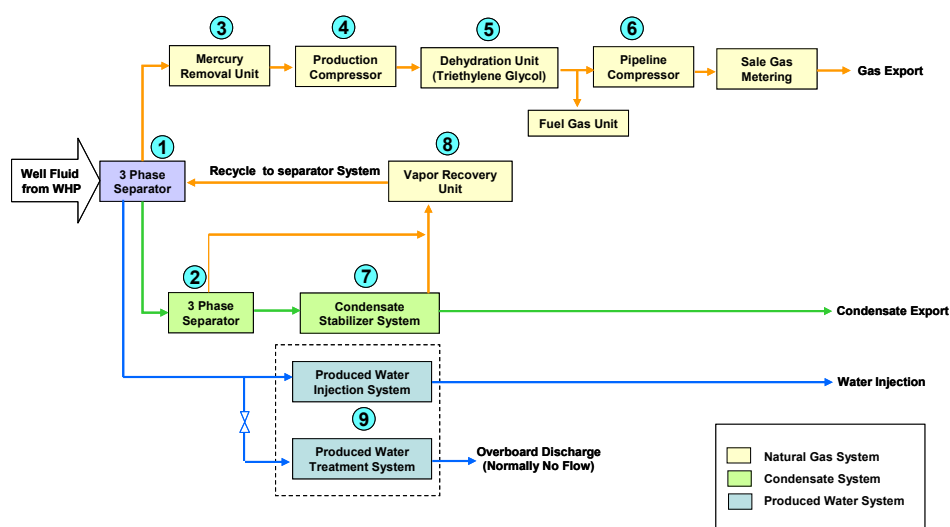 3
4
5
6
Mercury
Removal Unit
Production
Compressor
Dehydration Unit
(Triethylene Glycol)
Pipeline
Compressor
Sale Gas
Metering
Gas Export
Fuel Gas Unit
1
8
Well Fluid
from WHP
3 Phase
Separator
Recycle to separator System
Vapor Recovery
Unit
2
7
3 Phase
Separator
Condensate
Stabilizer System
Condensate Export
Produced Water
Injection System
Water Injection
9
Produced Water
Treatment System
Overboard Discharge
(Normally No Flow)
Natural Gas System
Condensate System
Produced Water System